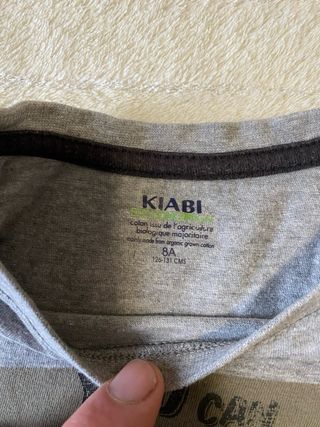 KIABI
coton issu de l'agriculture
biologique majoritaire
mainly made from organic grown cotton
8A
126-131 CMS
CAN